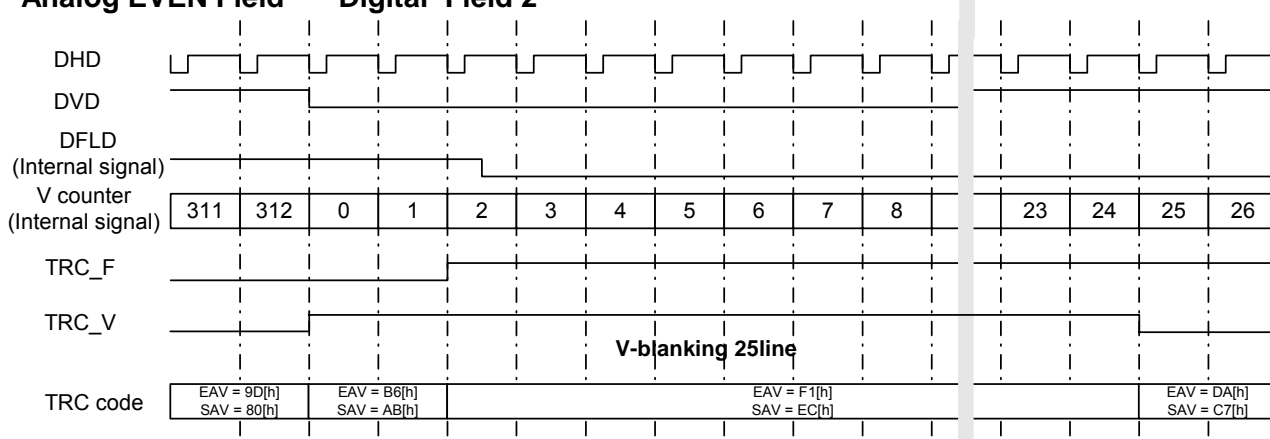 Analog EVEN Field Digital Field 2
DHD
DVD
DFLD
(Internal signal)
V counter
(Internal signal)
311 312 0 1 2 3 4 5 6 7 8 23 24 25 26
TRC_F
TRC_V
V-blanking 25line
TRC code
EAV = 9D[h] EAV = B6[h] EAV = F1[h] EAV = DA[h]
SAV = 80[h] SAV = AB[h] SAV = EC[h] SAV = C7[h]